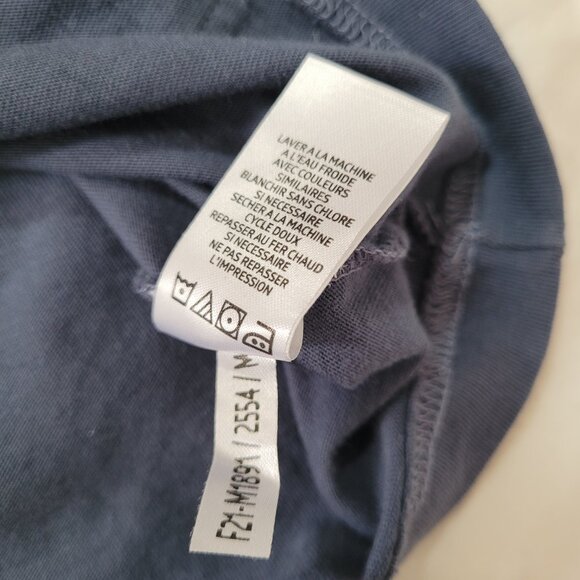 LAVER A LA MACHINE
A L'EAU FROIDE
AVEC COULEURS
SIMILAIRES
BLANCHIR SANS CHLORE
SI NECESSAIRE
SECHER A LA MACHINE
CYCLE DOUX
REPASSER AU FER CHAUD
SI NECESSAIRE
NE PAS REPASSER
L'IMPRESSION
F21-M1891 / 2554 / M